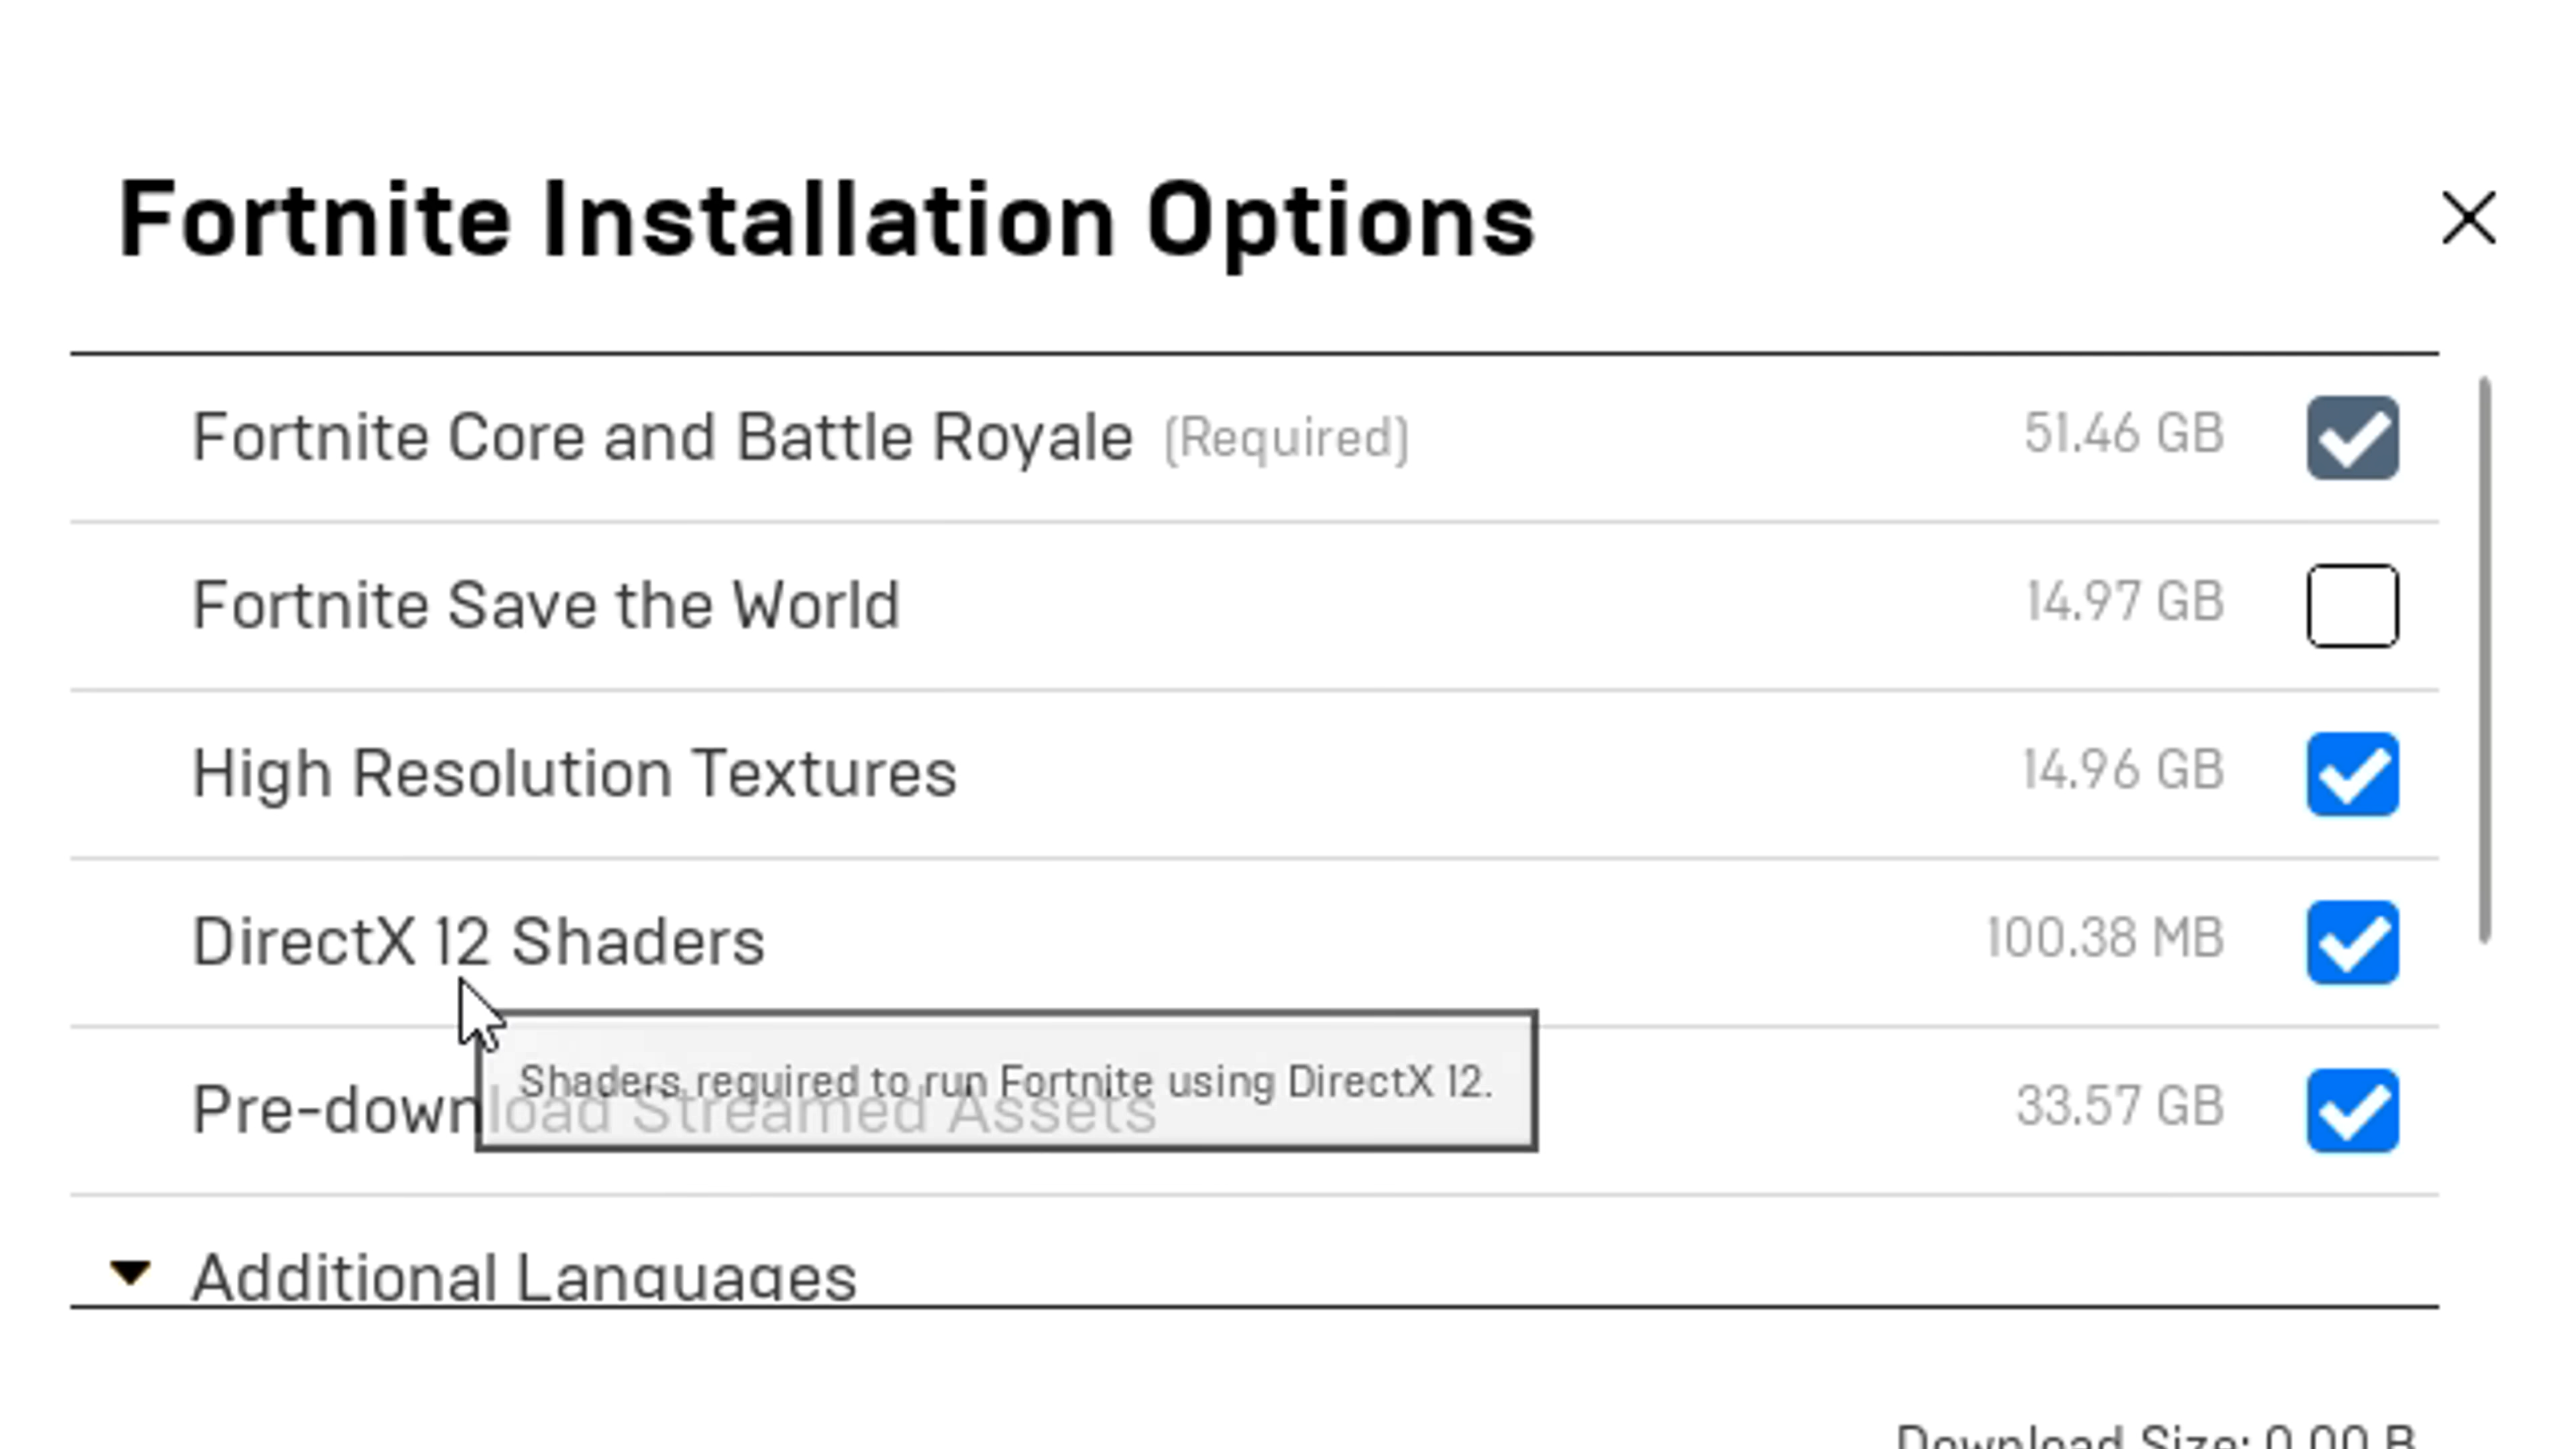 Fortnite Installation Options
Fortnite Core and Battle Royale (Required) 51.46 GB
Fortnite Save the World 14.97 GB
High Resolution Textures 14.96 GB
DirectX 12 Shaders 100.38 MB
Shaders required to run Fortnite using DirectX 12.
Pre-download Streamed Assets 33.57 GB
Additional Languages
Download Size: 0.00 B